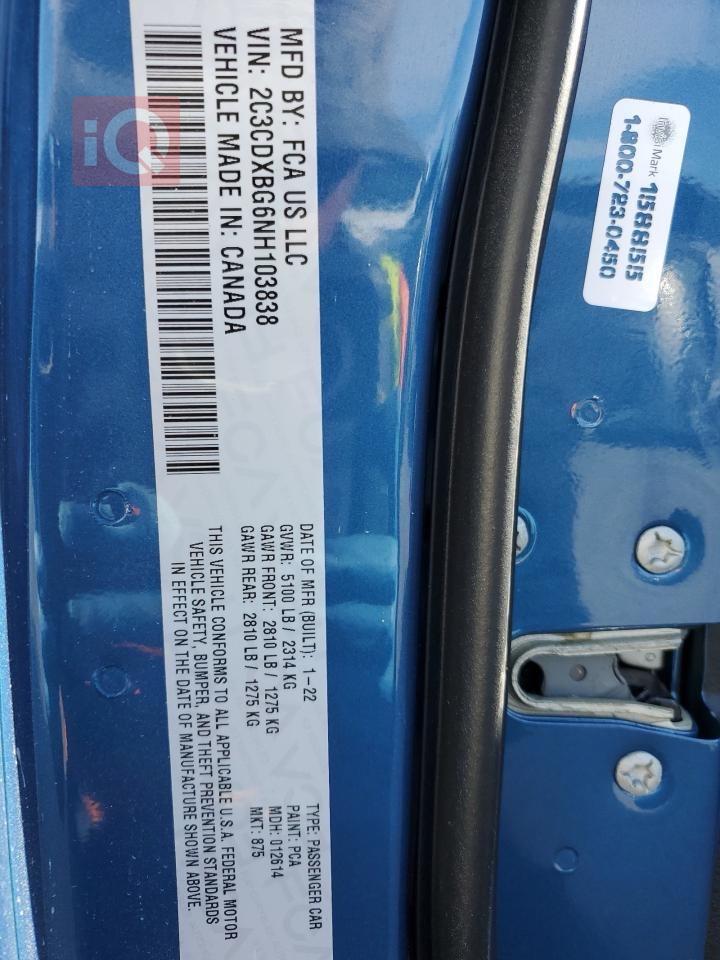 MFD BY: FCA US LLC
VIN: 2C3CDXBG6NH103838
VEHICLE MADE IN: CANADA
DATE OF MFR (BUILT): 1-22
GVWR: 5100 LB / 2314 KG
GAWR FRONT: 2810 LB / 1275 KG
GAWR REAR: 2810 LB / 1275 KG
THIS VEHICLE CONFORMS TO ALL APPLICABLE U.S.A. FEDERAL MOTOR
VEHICLE SAFETY, BUMPER, AND THEFT PREVENTION STANDARDS
IN EFFECT ON THE DATE OF MANUFACTURE SHOWN ABOVE.
TYPE: PASSENGER CAR
PAINT: PCA
MDH: 012614
MKT: 875
Mark 1588155
1-800-723-0450
iQ